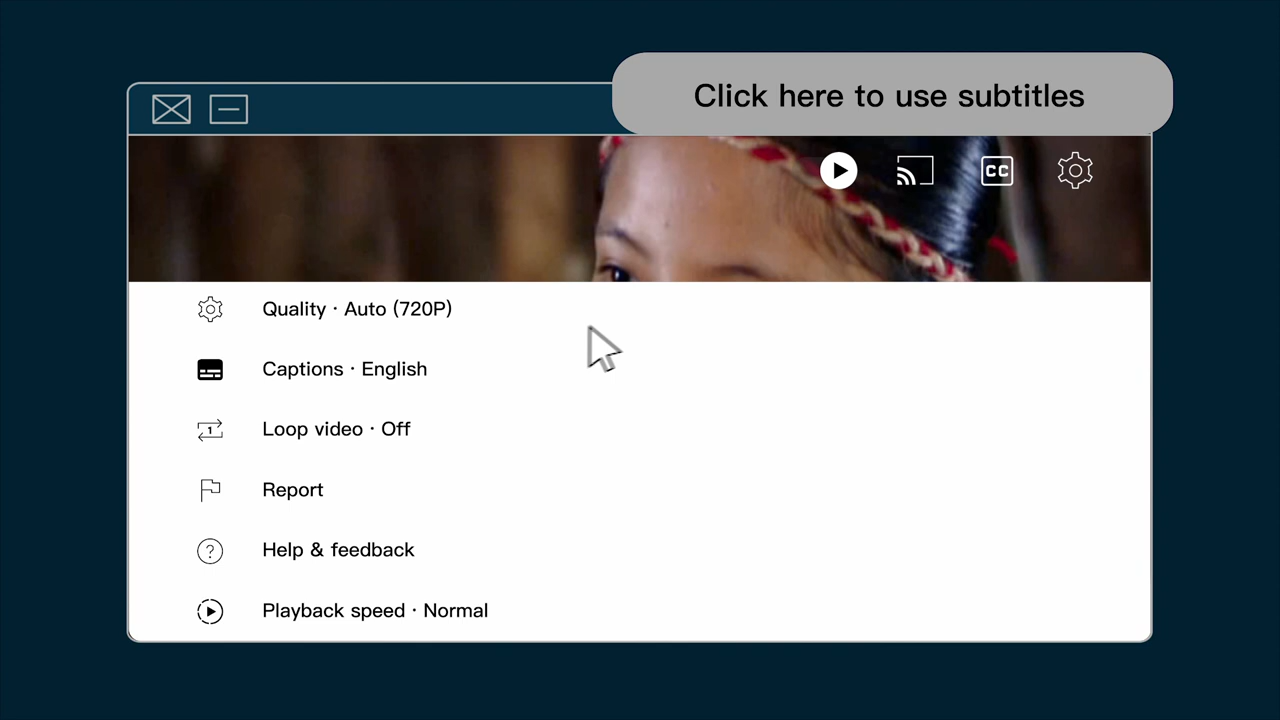 Click here to use subtitles
CC
Quality · Auto (720P)
Captions · English
1
Loop video · Off
Report
?
Help & feedback
Playback speed · Normal